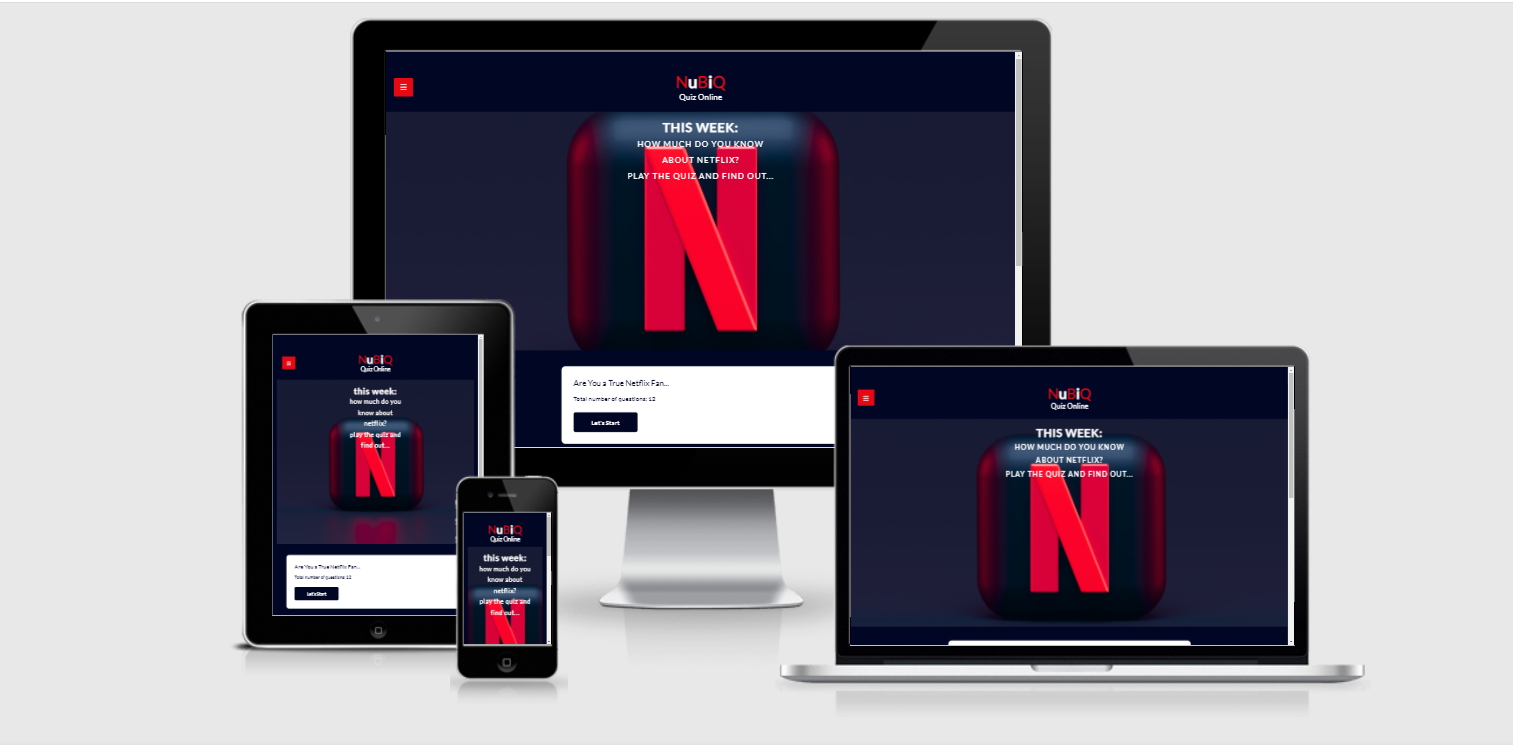 NuBiQ
Quiz Online
THIS WEEK:
HOW MUCH DO YOU KNOW
ABOUT NETFLIX?
PLAY THE QUIZ AND FIND OUT...
N
Are You a True Netflix Fan...
Total number of questions: 12
Let's Start
NuBiQ
Quiz Online
this week:
how much do you
know about
netflix?
play the quiz and
find out...
N
Are You a True Netflix Fan...
Total number of questions: 12
Let's Start
NuBiQ
Quiz Online
this week:
how much do you
know about
netflix?
play the quiz and
find out...
N
NuBiQ
Quiz Online
THIS WEEK:
HOW MUCH DO YOU KNOW
ABOUT NETFLIX?
PLAY THE QUIZ AND FIND OUT...
N